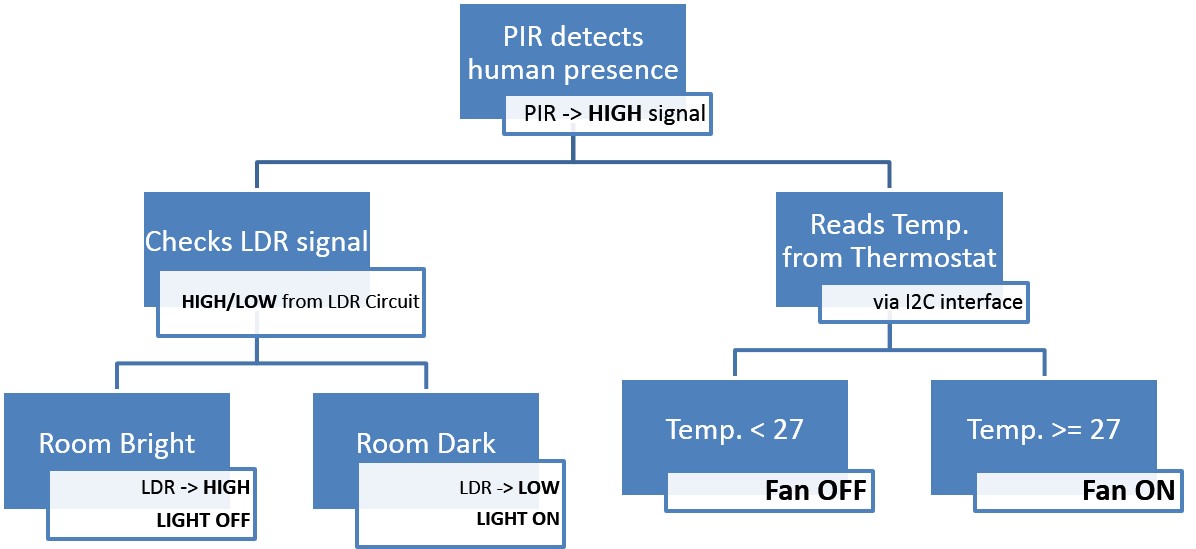 PIR detects
human presence
PIR -> HIGH signal
Checks LDR signal
HIGH/LOW from LDR Circuit
Reads Temp.
from Thermostat
via I2C interface
Room Bright
LDR -> HIGH
LIGHT OFF
Room Dark
LDR -> LOW
LIGHT ON
Temp. < 27
Fan OFF
Temp. >= 27
Fan ON